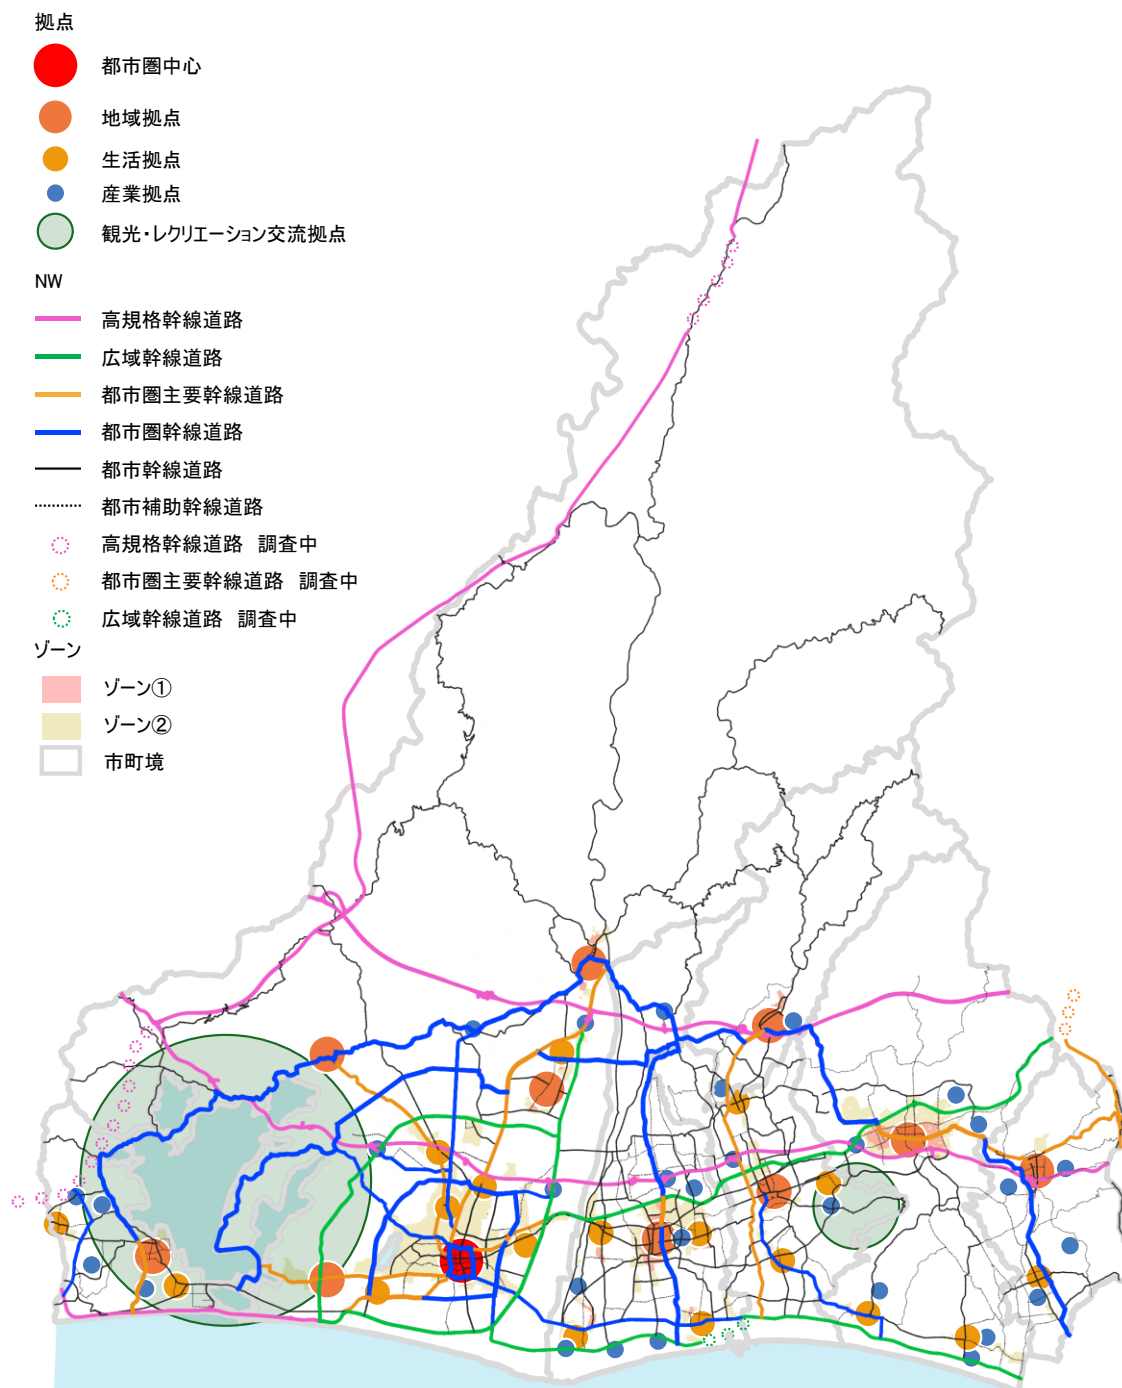 拠点
都市圏中心
地域拠点
生活拠点
産業拠点
観光・レクリエーション交流拠点
NW
高規格幹線道路
広域幹線道路
都市圏主要幹線道路
都市圏幹線道路
都市幹線道路
都市補助幹線道路
高規格幹線道路　調査中
都市圏主要幹線道路　調査中
広域幹線道路　調査中
ゾーン
ゾーン①
ゾーン②
市町境